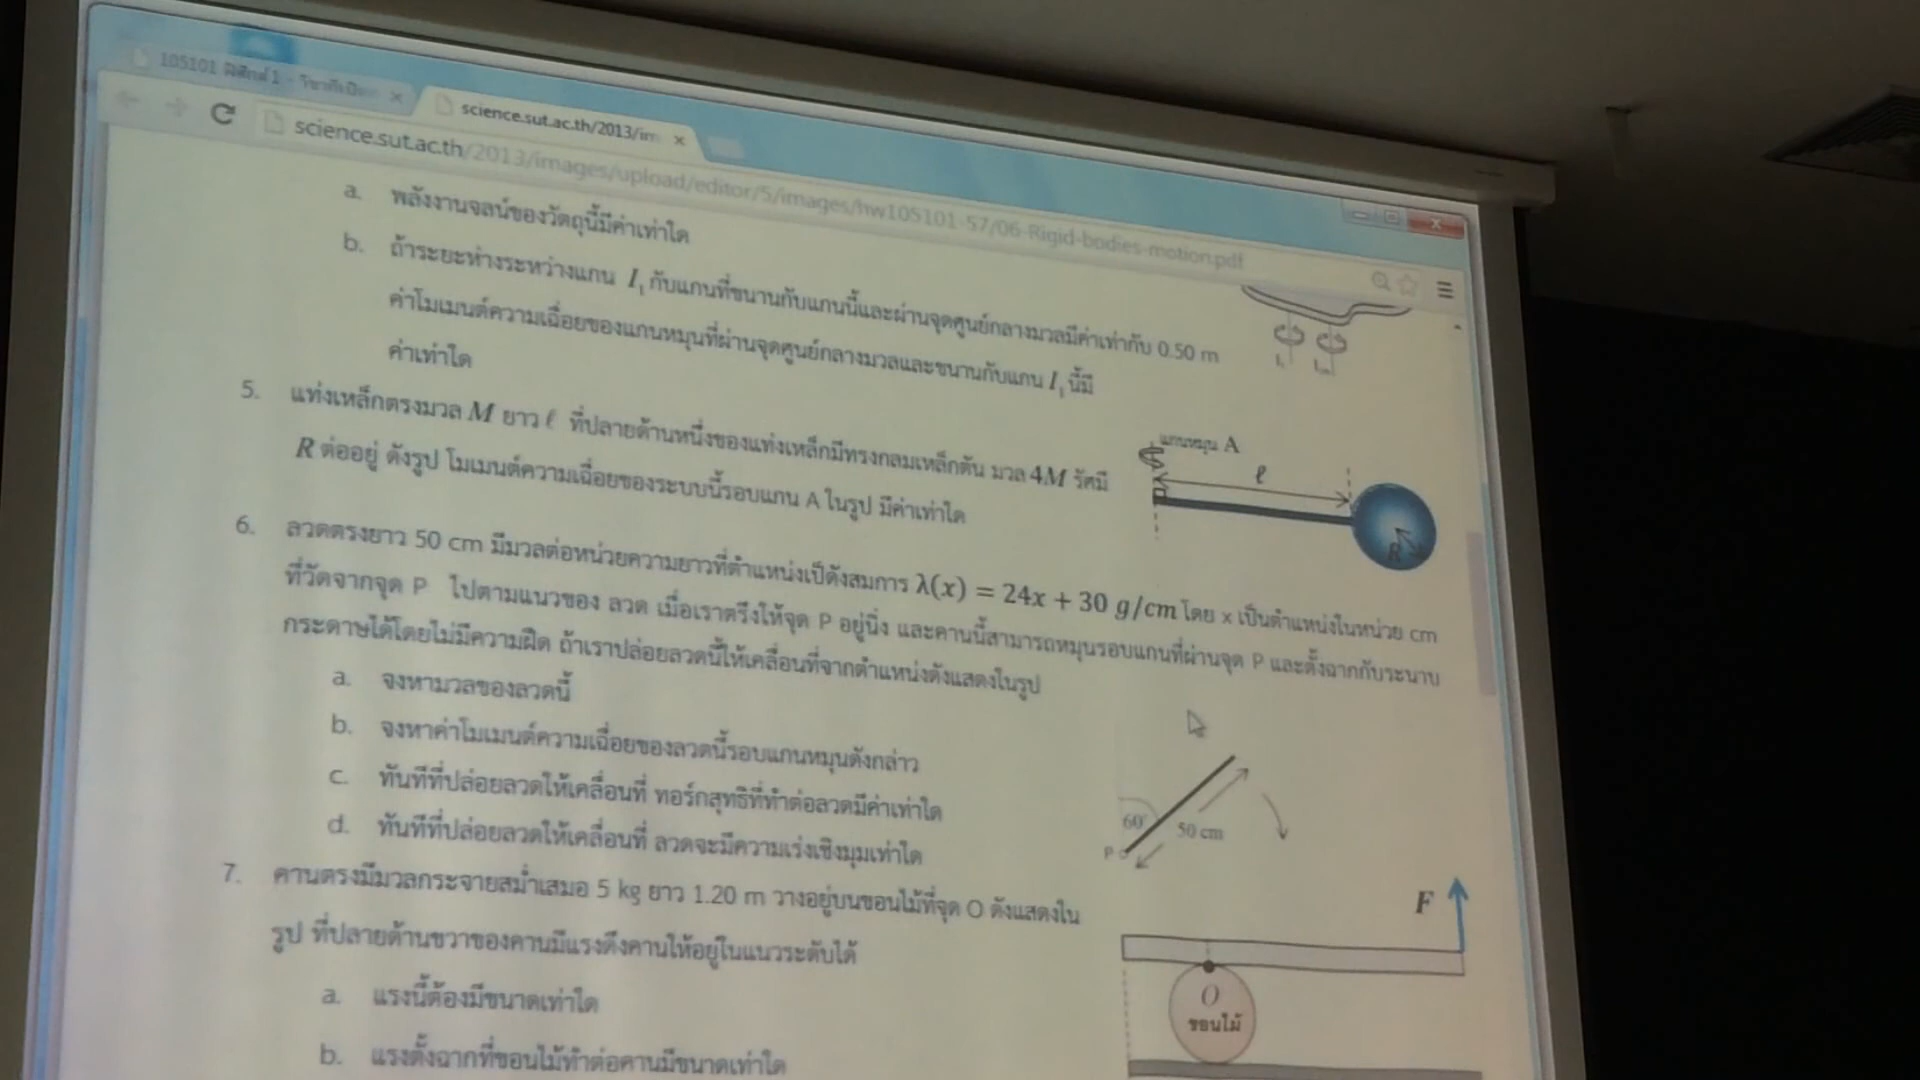 105101 ฟิสิกส์ 1 -
science.sut.ac.th/2013/im
science.sut.ac.th/2013/images/upload/editor/5/images/hw105101-57/06-Rigid-bodies-motion.pdf
a. พลังงานจลน์ของวัตถุนี้มีค่าเท่าใด
b. ถ้าระยะห่างระหว่างแกน I₁ กับแกนที่ขนานกับแกนนี้และผ่านจุดศูนย์กลางมวลมีค่าเท่ากับ 0.50 m
ค่าโมเมนต์ความเฉื่อยของแกนหมุนที่ผ่านจุดศูนย์กลางมวลและขนานกับแกน I₁ นี้มี
ค่าเท่าใด
5. แท่งเหล็กตรงมวล M ยาว ℓ ที่ปลายด้านหนึ่งของแท่งเหล็กมีทรงกลมเหล็กตัน มวล 4M รัศมี
R ต่ออยู่ ดังรูป โมเมนต์ความเฉื่อยของระบบนี้รอบแกน A ในรูป มีค่าเท่าใด
แกนหมุน A
ℓ
R
6. ลวดตรงยาว 50 cm มีมวลต่อหน่วยความยาวที่ตำแหน่งเป็ดังสมการ λ(x) = 24x + 30 g/cm โดย x เป็นตำแหน่งในหน่วย cm
ที่วัดจากจุด P ไปตามแนวของ ลวด เมื่อเราตรึงให้จุด P อยู่นิ่ง และคานนี้สามารถหมุนรอบแกนที่ผ่านจุด P และตั้งฉากกับระนาบ
กระดาษได้โดยไม่มีความฝืด ถ้าเราปล่อยลวดนี้ให้เคลื่อนที่จากตำแหน่งดังแสดงในรูป
a. จงหามวลของลวดนี้
b. จงหาค่าโมเมนต์ความเฉื่อยของลวดนี้รอบแกนหมุนดังกล่าว
c. ทันทีที่ปล่อยลวดให้เคลื่อนที่ ทอร์กสุทธิที่ทำต่อลวดมีค่าเท่าใด
d. ทันทีที่ปล่อยลวดให้เคลื่อนที่ ลวดจะมีความเร่งเชิงมุมเท่าใด
60°
50 cm
P
7. คานตรงมีมวลกระจายสม่ำเสมอ 5 kg ยาว 1.20 m วางอยู่บนขอนไม้ที่จุด O ดังแสดงใน
รูป ที่ปลายด้านขวาของคานมีแรงดึงคานให้อยู่ในแนวระดับได้
a. แรงนี้ต้องมีขนาดเท่าใด
b. แรงตั้งฉากที่ขอนไม้ทำต่อคานมีขนาดเท่าใด
F
O
ขอนไม้